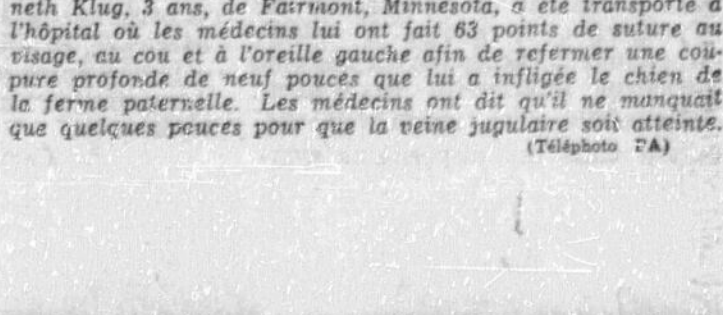 neth Klug, 3 ans, de Fairmont, Minnesota, a été transporté à
l'hôpital où les médecins lui ont fait 63 points de suture au
visage, au cou et à l'oreille gauche afin de refermer une cou-
pure profonde de neuf pouces que lui a infligée le chien de
la ferme paternelle. Les médecins ont dit qu'il ne manquait
que quelques pouces pour que la veine jugulaire soit atteinte.
(Téléphoto PA)